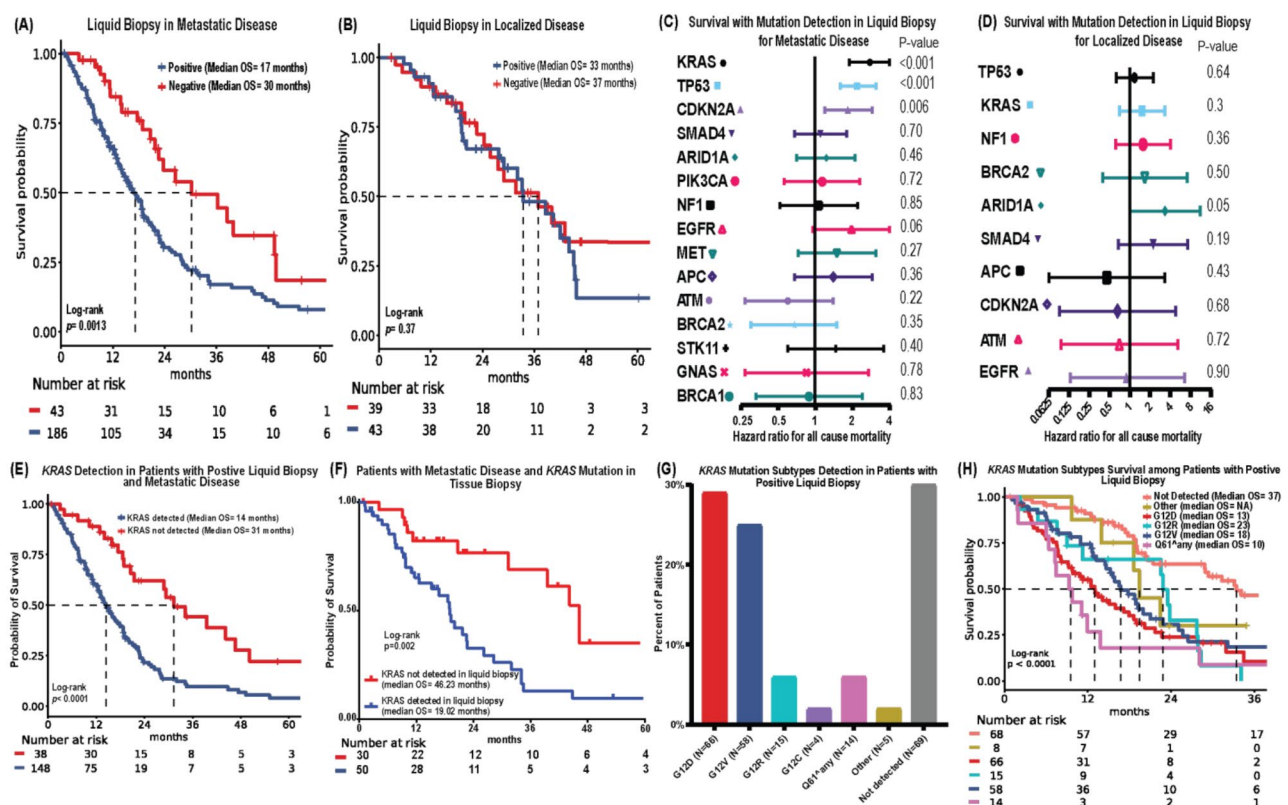 (A) Liquid Biopsy in Metastatic Disease
Survival probability
1.00
0.75
0.50
0.25
0.00
Positive (Median OS= 17 months)
Negative (Median OS= 30 months)
Log-rank
p= 0.0013
0 12 24 36 48 60
months
Number at risk
43 31 15 10 6 1
186 105 34 15 10 6
(B) Liquid Biopsy in Localized Disease
Survival probability
1.00
0.75
0.50
0.25
0.00
Positive (Median OS= 33 months)
Negative (Median OS= 37 months)
Log-rank
p= 0.37
0 12 24 36 48 60
months
Number at risk
39 33 18 10 3 3
43 38 20 11 2 2
(C) Survival with Mutation Detection in Liquid Biopsy
for Metastatic Disease
P-value
KRAS <0.001
TP53 <0.001
CDKN2A 0.006
SMAD4 0.70
ARID1A 0.46
PIK3CA 0.72
NF1 0.85
EGFR 0.06
MET 0.27
APC 0.36
ATM 0.22
BRCA2 0.35
STK11 0.40
GNAS 0.78
BRCA1 0.83
0.25 1 2 4
Hazard ratio for all cause mortality
(D) Survival with Mutation Detection in Liquid Biopsy
for Localized Disease
P-value
TP53 0.64
KRAS 0.3
NF1 0.36
BRCA2 0.50
ARID1A 0.05
SMAD4 0.19
APC 0.43
CDKN2A 0.68
ATM 0.72
EGFR 0.90
0.0625 0.125 0.25 0.5 1 2 4 8 16
Hazard ratio for all cause mortality
(E) KRAS Detection in Patients with Postive Liquid Biopsy
and Metastatic Disease
Probability of Survival
1.00
0.75
0.50
0.25
0.00
KRAS detected (Median OS= 14 months)
KRAS not detected (Median OS= 31 months)
Log-rank
p< 0.0001
0 12 24 36 48 60
months
Number at risk
38 30 15 8 5 3
148 75 19 7 5 3
(F) Patients with Metastatic Disease and KRAS Mutation in
Tissue Biopsy
Probability of Survival
1.00
0.50
0.00
Log-rank
p=0.002
KRAS not detected in liquid biopsy
(median OS= 46.23 months)
KRAS detected in liquid biopsy
(median OS= 19.02 months)
0 12 24 36 48 60
months
Number at risk
30 22 12 10 6 4
50 28 11 5 4 4
(G) KRAS Mutation Subtypes Detection in Patients with
Positive Liquid Biopsy
Percent of Patients
30%
20%
10%
0%
G12D (N=66)
G12V (N=58)
G12R (N=15)
G12C (N=4)
Q61^any (N=14)
Other (N=5)
Not detected (N=69)
(H) KRAS Mutation Subtypes Survival among Patients with Postive
Liquid Biopsy
Survival probability
1.00
0.75
0.50
0.25
0.00
Not Detected (Median OS= 37)
Other (median OS= NA)
G12D (median OS= 13)
G12R (median OS= 23)
G12V (median OS= 18)
Q61^any (median OS= 10)
Log-rank
p < 0.0001
0 12 24 36
months
Number at risk
68 57 29 17
8 7 1 0
66 31 8 2
15 9 4 0
58 36 10 6
14 3 2 1